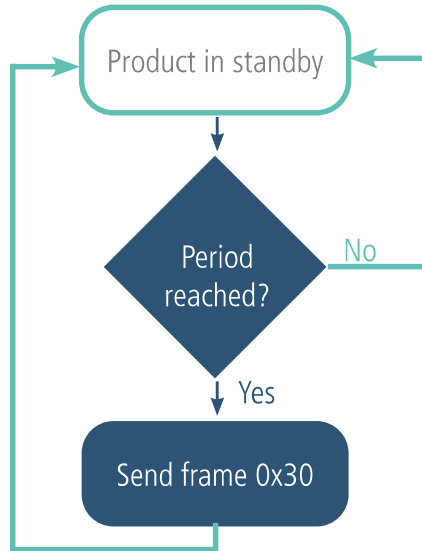 Product in standby
Period
reached?
No
Yes
Send frame 0x30